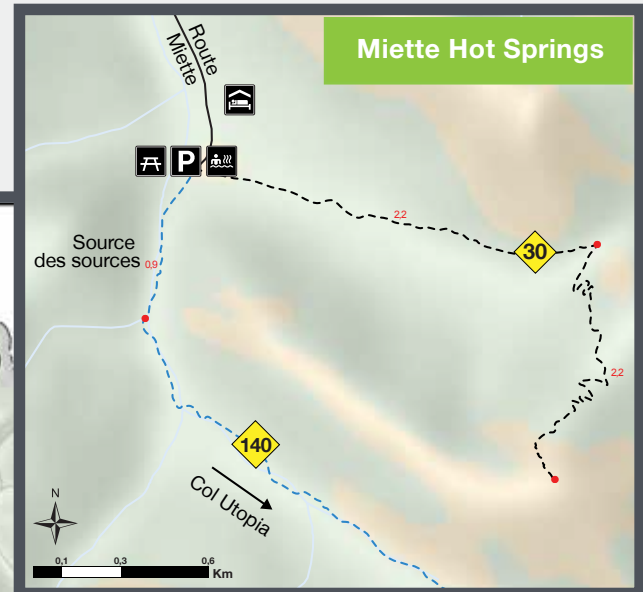 Miette Hot Springs
Route
Miette
P
2,2
30
Source
des sources
0,9
2,2
140
Col Utopia
N
0,1 0,3 0,6
Km